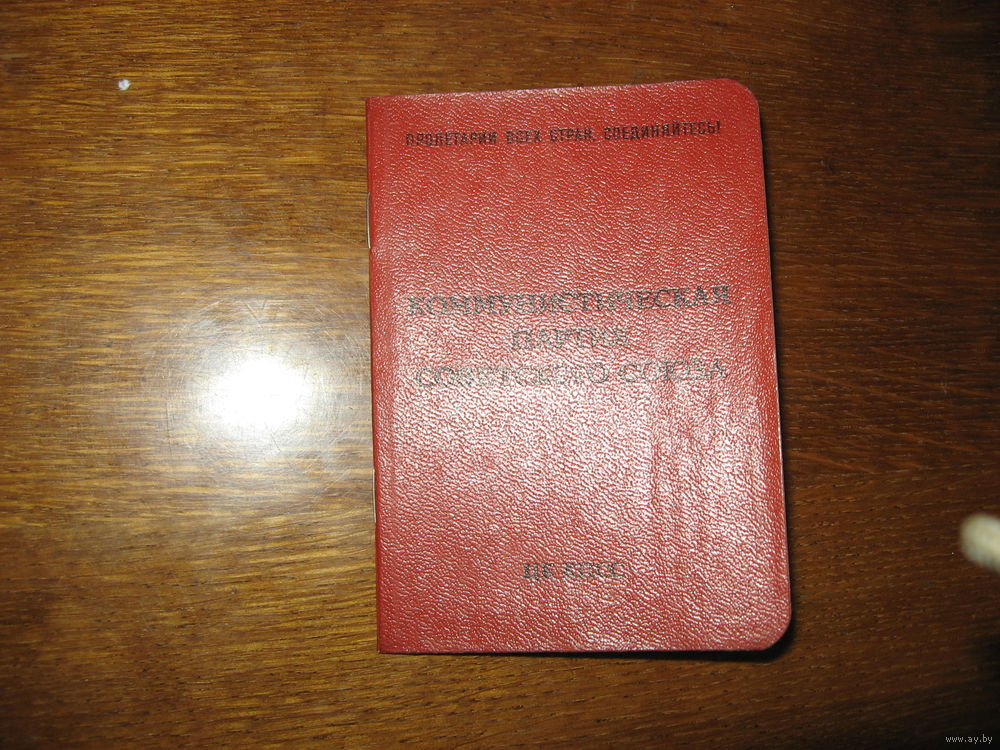 ПРОЛЕТАРИИ ВСЕХ СТРАН, СОЕДИНЯЙТЕСЬ!
КОММУНИСТИЧЕСКАЯ
ПАРТИЯ
СОВЕТСКОГО СОЮЗА
ЦК КПСС
www.ay.by